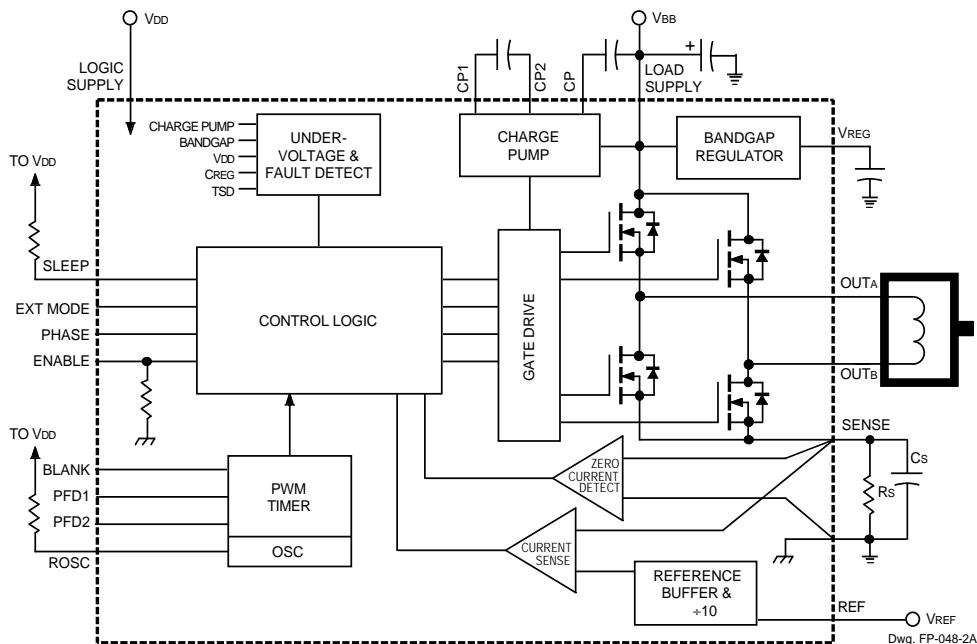 VDD
VBB
LOGIC
SUPPLY
CP1
CP2
CP
+
LOAD
SUPPLY
CHARGE PUMP
BANDGAP
VDD
CREG
TSD
UNDER-
VOLTAGE &
FAULT DETECT
CHARGE
PUMP
BANDGAP
REGULATOR
VREG
TO VDD
SLEEP
EXT MODE
PHASE
ENABLE
CONTROL LOGIC
GATE DRIVE
OUTA
OUTB
SENSE
CS
RS
TO VDD
BLANK
PFD1
PFD2
ROSC
PWM
TIMER
OSC
ZERO
CURRENT
DETECT
CURRENT
SENSE
REFERENCE
BUFFER &
÷10
REF
VREF
Dwg. FP-048-2A